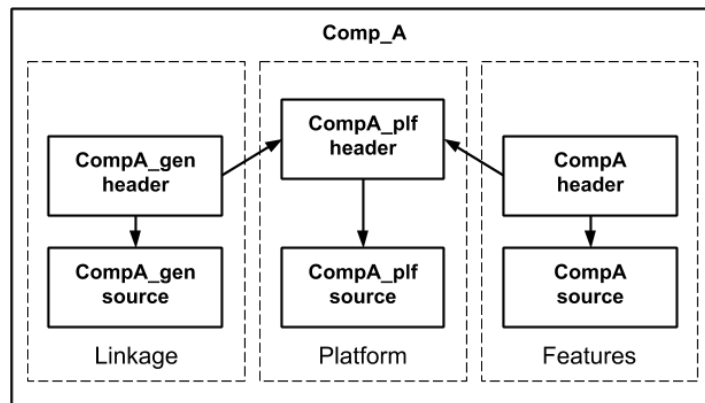 Comp_A
CompA_gen
header
CompA_plf
header
CompA
header
CompA_gen
source
CompA_plf
source
CompA
source
Linkage
Platform
Features